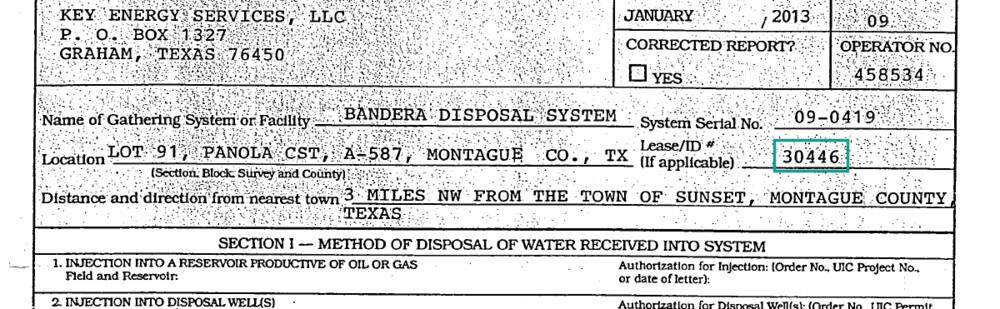 KEY ENERGY SERVICES, LLC
P. O. BOX 1327
GRAHAM, TEXAS 76450
JANUARY , 2013
09
CORRECTED REPORT?
YES
OPERATOR NO.
458534
Name of Gathering System or Facility BANDERA DISPOSAL SYSTEM System Serial No. 09-0419
Location LOT 91, PANOLA CST, A-587, MONTAGUE CO., TX Lease/ID # (If applicable) 30446
(Section, Block, Survey and County)
Distance and direction from nearest town 3 MILES NW FROM THE TOWN OF SUNSET, MONTAGUE COUNTY,
TEXAS
SECTION I — METHOD OF DISPOSAL OF WATER RECEIVED INTO SYSTEM
1. INJECTION INTO A RESERVOIR PRODUCTIVE OF OIL OR GAS
Field and Reservoir:
Authorization for Injection: (Order No., UIC Project No.,
or date of letter):
2. INJECTION INTO DISPOSAL WELL(S)
Authorization for Disposal Well(s): (Order No., UIC Permit